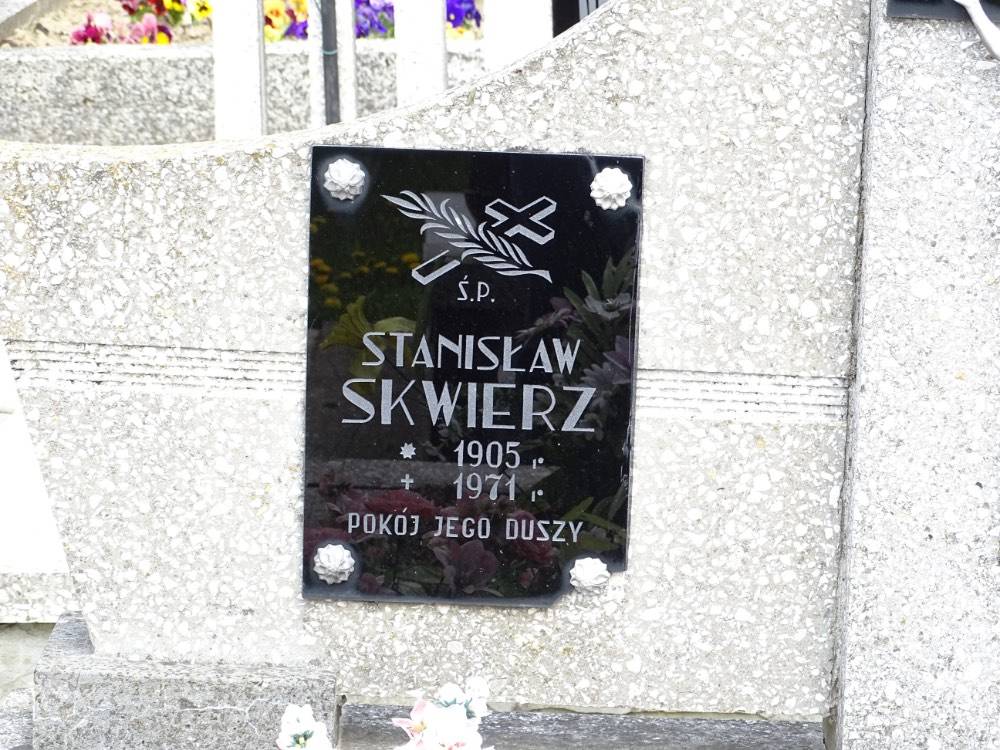 Ś.P.
STANISŁAW
SKWIERZ
* 1905 r.
+ 1971 r.
POKÓJ JEGO DUSZY